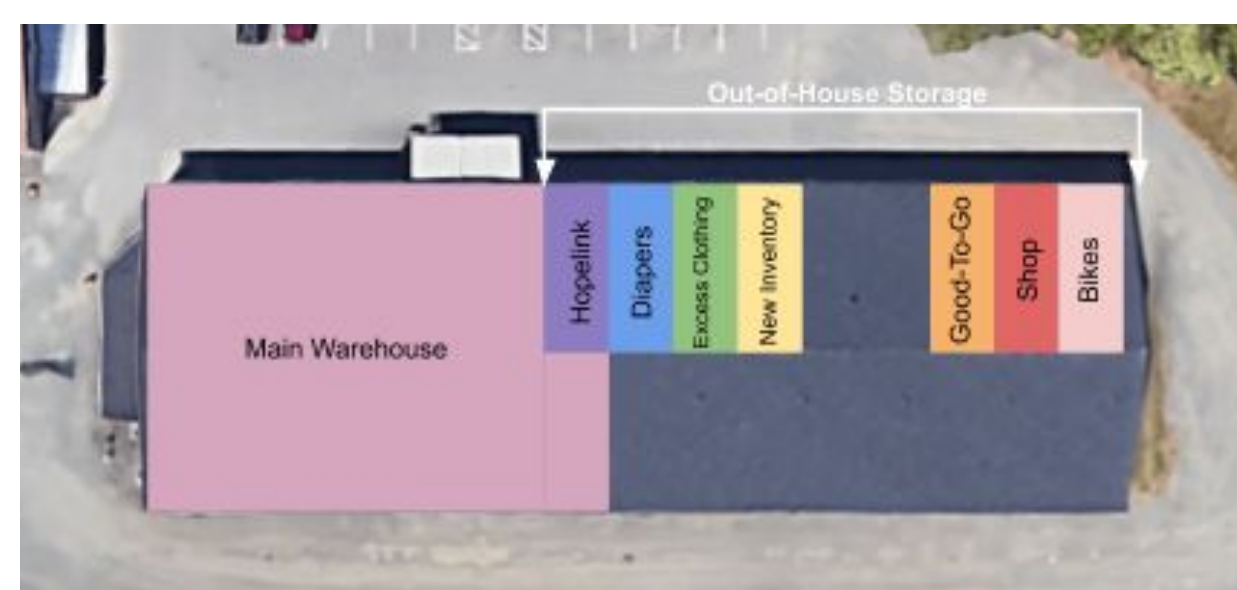 Out-of-House Storage
Main Warehouse
Hopelink
Diapers
Excess Clothing
New Inventory
Good-To-Go
Shop
Bikes